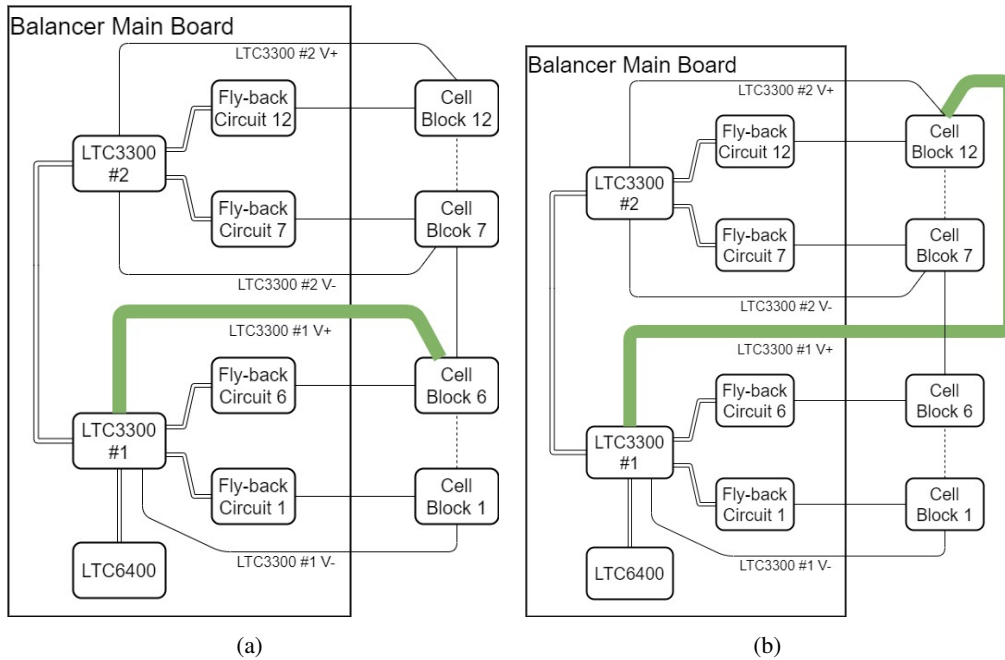 Balancer Main Board
LTC3300 #2 V+
Fly-back
Circuit 12
Cell
Block 12
LTC3300
#2
Fly-back
Circuit 7
Cell
Blcok 7
LTC3300 #2 V-
LTC3300 #1 V+
Fly-back
Circuit 6
Cell
Block 6
LTC3300
#1
Fly-back
Circuit 1
Cell
Block 1
LTC3300 #1 V-
LTC6400
(a)
Balancer Main Board
LTC3300 #2 V+
Fly-back
Circuit 12
Cell
Block 12
LTC3300
#2
Fly-back
Circuit 7
Cell
Blcok 7
LTC3300 #2 V-
LTC3300 #1 V+
Fly-back
Circuit 6
Cell
Block 6
LTC3300
#1
Fly-back
Circuit 1
Cell
Block 1
LTC3300 #1 V-
LTC6400
(b)